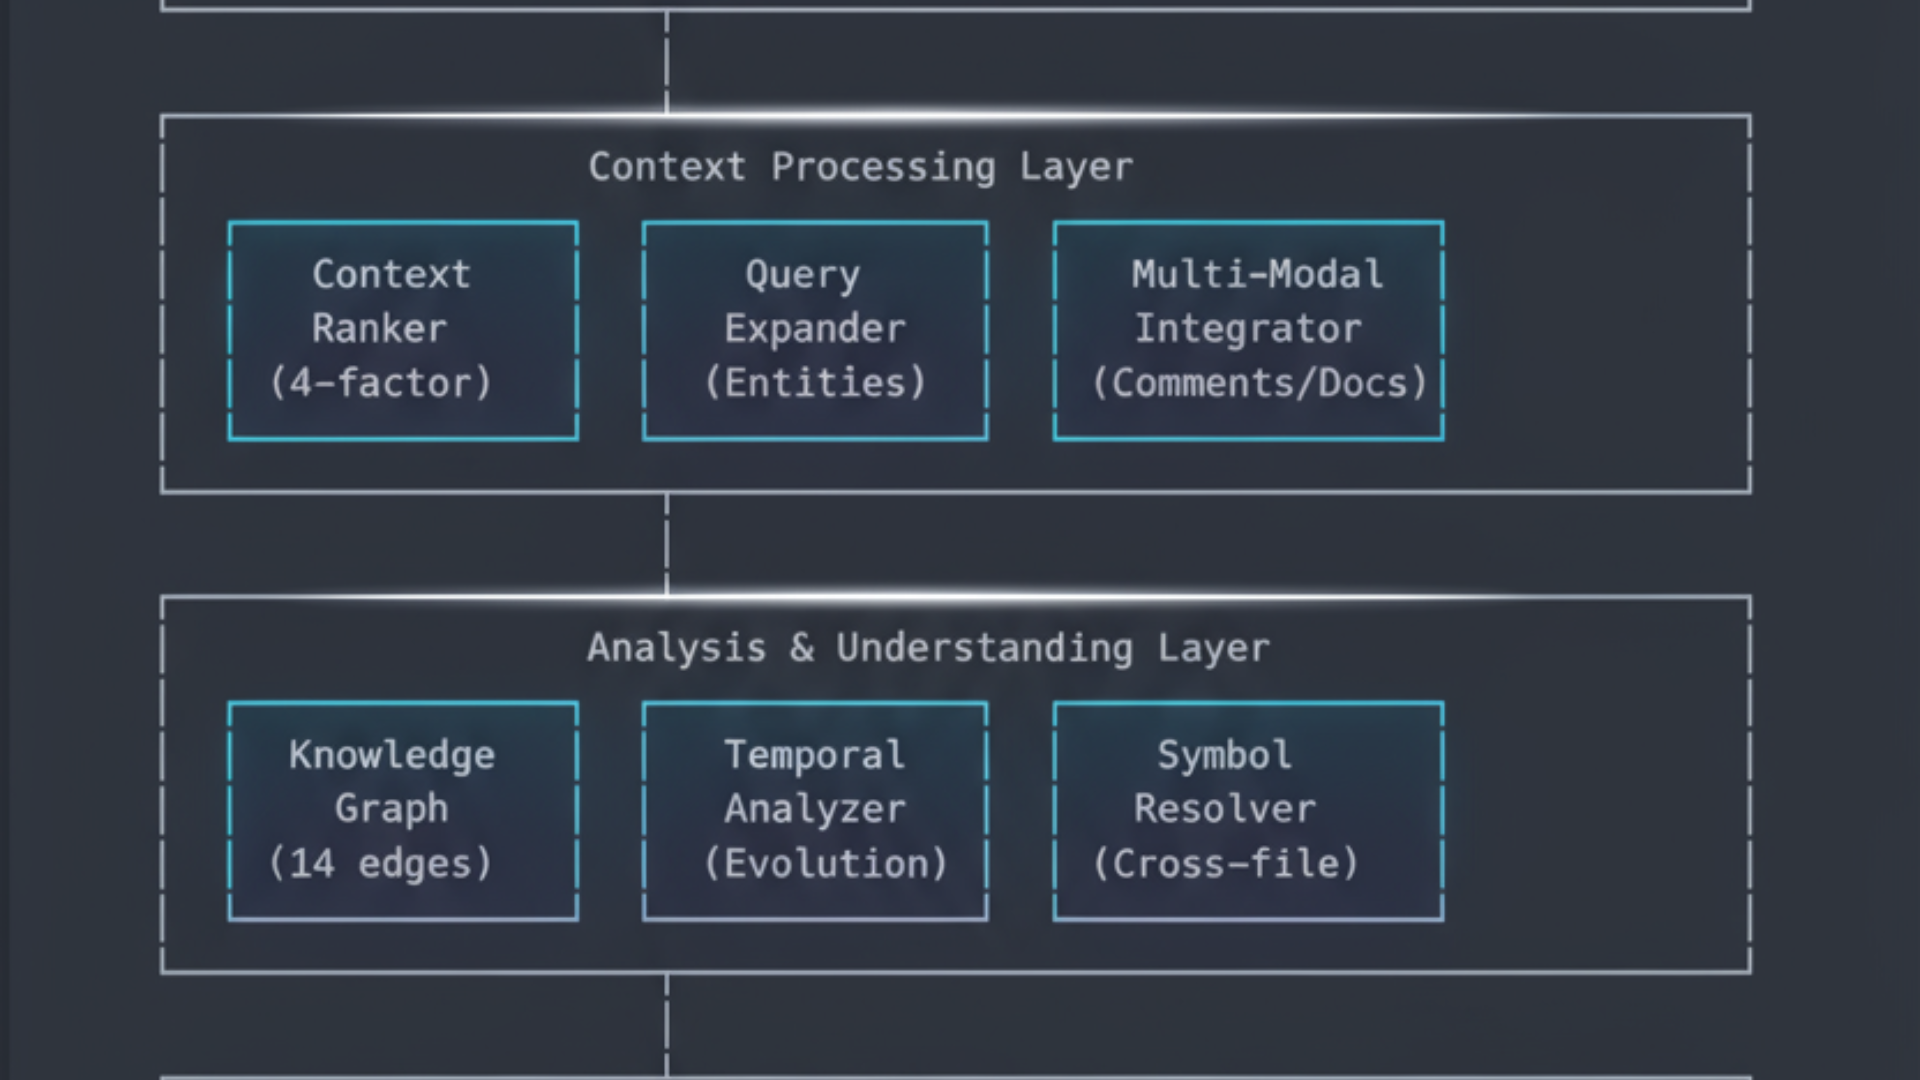 Context Processing Layer
Context
Ranker
(4-factor)
Query
Expander
(Entities)
Multi-Modal
Integrator
(Comments/Docs)
Analysis & Understanding Layer
Knowledge
Graph
(14 edges)
Temporal
Analyzer
(Evolution)
Symbol
Resolver
(Cross-file)